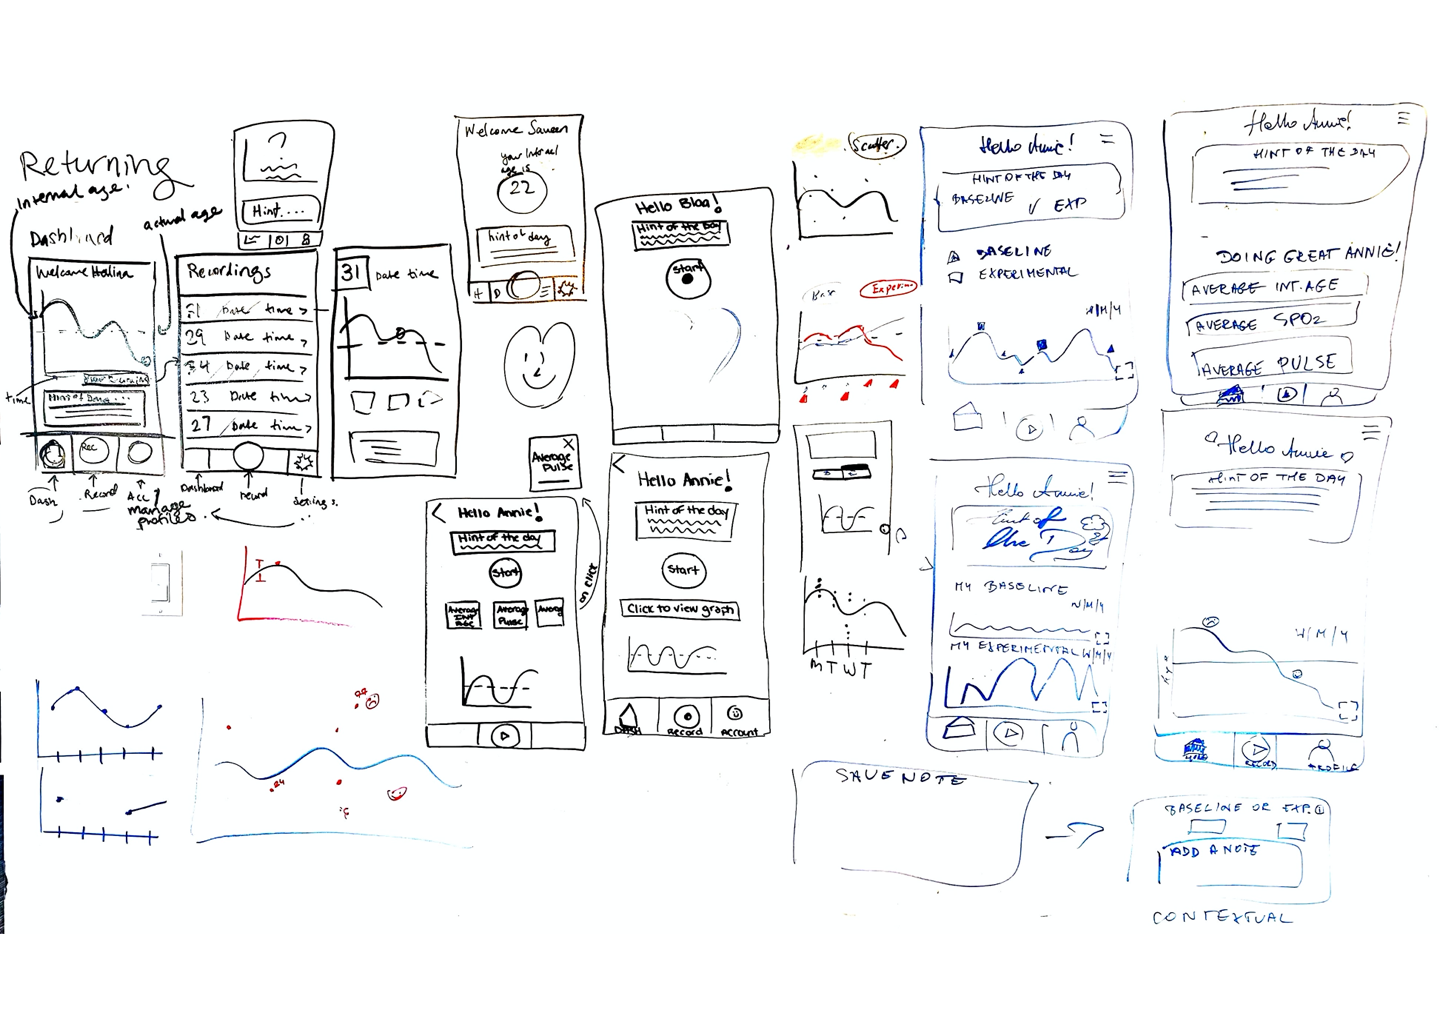 Returning
Internal age.
actual age
Dashboard
Welcome Halina
Hint of Day....
time
Rec
Dash
Record
Acc /
manage
profiles.
?
Hint....
Recordings
31 Date time >
29 Date time >
34 Date time >
23 Date time >
27 Date time >
Dashboard
record
31 Date time
Welcome Saneen
your internal
age is
22
hint of day
H D
Average
Pulse
X
on click
Hello Annie!
Hint of the day
Start
Average
INT
AGE
Average
Pulse
Average
Hello Bloa!
Hint of the Day
Start
Hello Annie!
Hint of the day
Start
Click to view graph
DASH
Record
Account
24
24
Scatter.
Base
M T W T
Hello Annie!
HINT OF THE DAY
BASELINE
EXP
BASELINE
EXPERIMENTAL
W/M/Y
Hello Annie!
Hint of
the Day
MY BASELINE
W/M/Y
MY EXPERIMENTAL W/M/Y
Hello Annie!
HINT OF THE DAY
DOING GREAT ANNIE!
AVERAGE INT. AGE
AVERAGE SPO2
AVERAGE PULSE
Hello Annie
HINT OF THE DAY
W/M/Y
RECORD
PROFILE
SAVE NOTE
BASELINE OR EXP.
ADD A NOTE
CONTEXTUAL